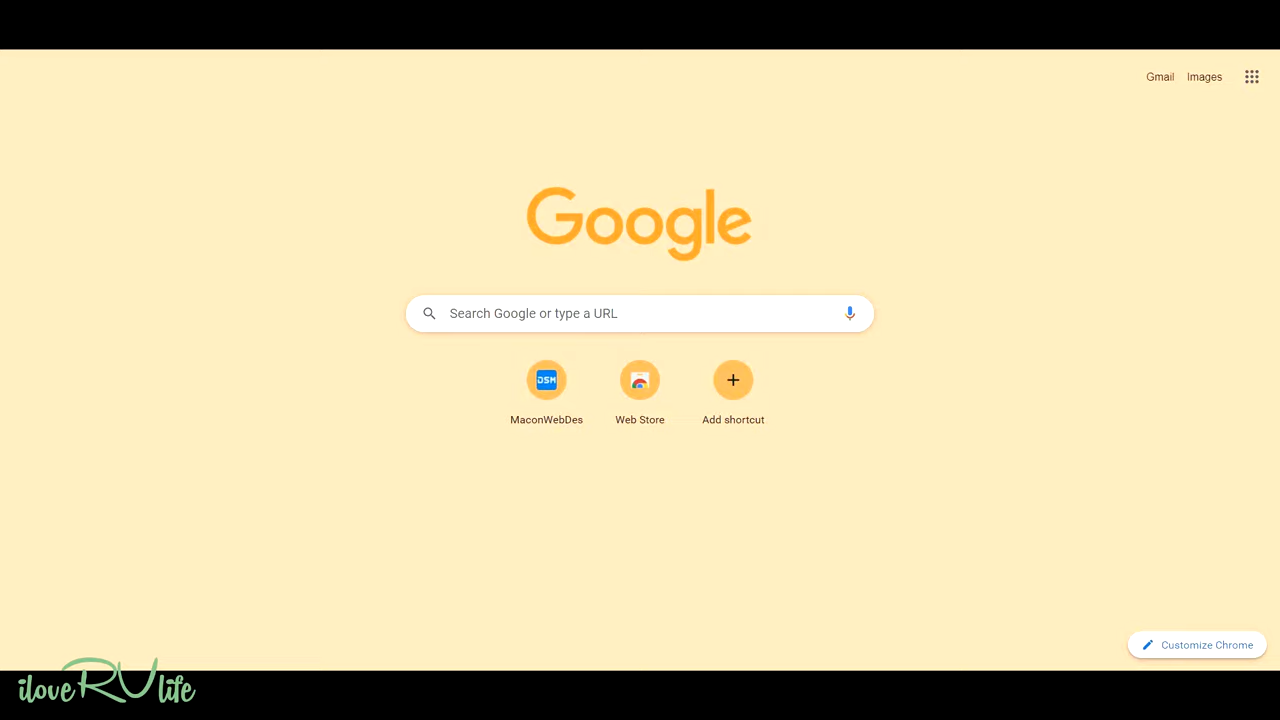 Gmail Images
Google
Search Google or type a URL
DSM
MaconWebDes Web Store Add shortcut
Customize Chrome
iloveRVlife